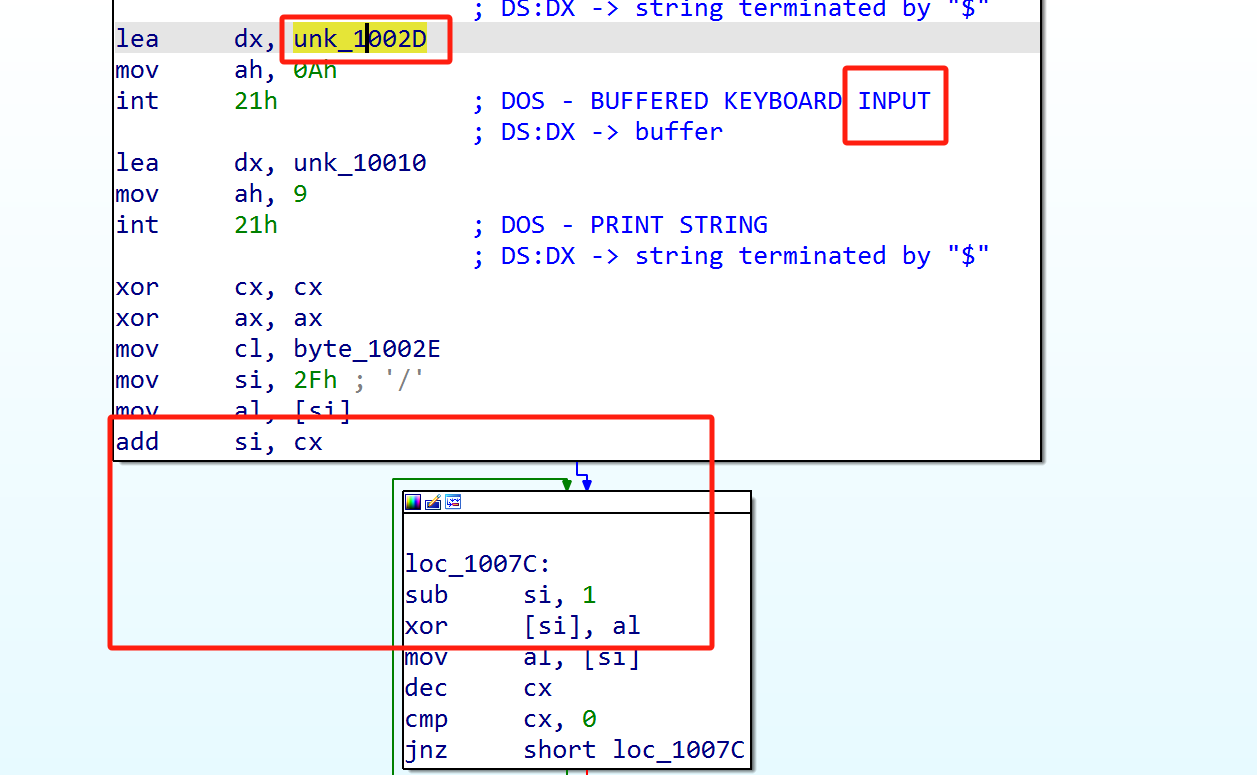 ; DS:DX -> string terminated by "$"
lea dx, unk_1002D
mov ah, 0Ah
int 21h ; DOS - BUFFERED KEYBOARD INPUT
; DS:DX -> buffer
lea dx, unk_10010
mov ah, 9
int 21h ; DOS - PRINT STRING
; DS:DX -> string terminated by "$"
xor cx, cx
xor ax, ax
mov cl, byte_1002E
mov si, 2Fh ; '/'
mov al, [si]
add si, cx
loc_1007C:
sub si, 1
xor [si], al
mov al, [si]
dec cx
cmp cx, 0
jnz short loc_1007C